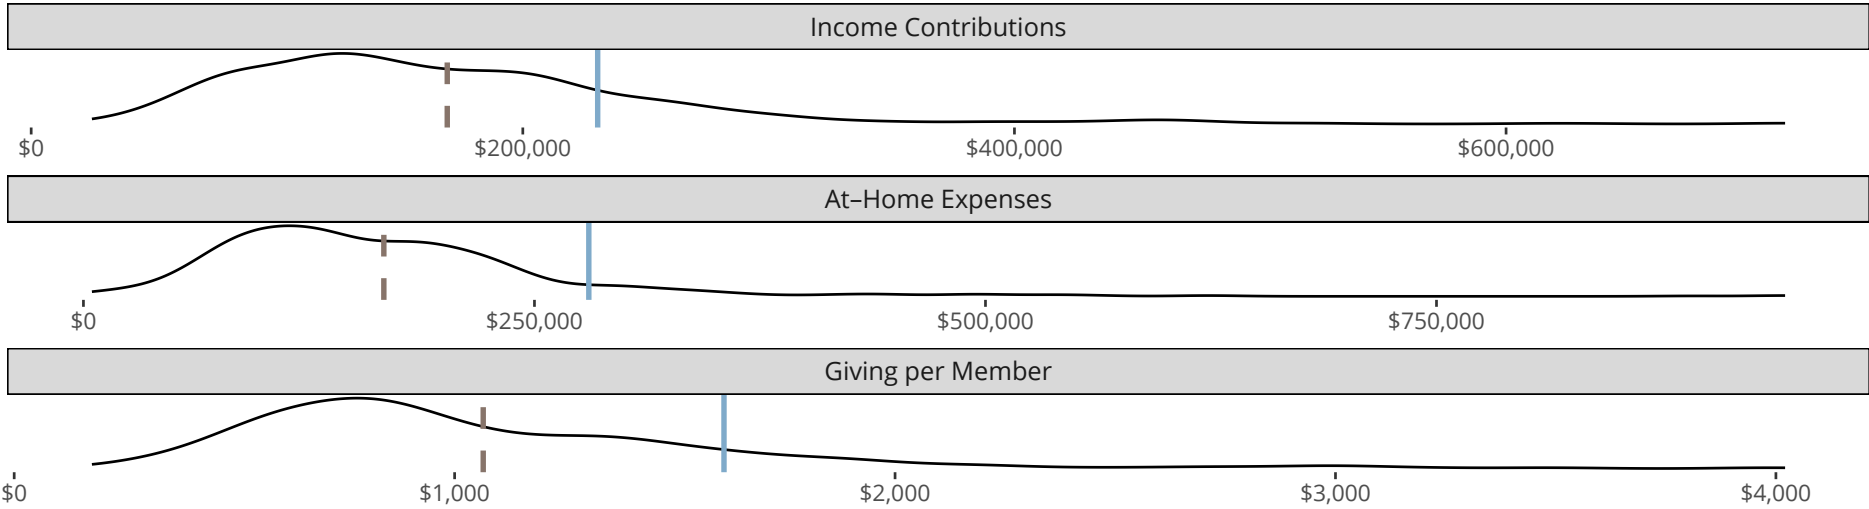 Income Contributions
$0 $200,000 $400,000 $600,000
At–Home Expenses
$0 $250,000 $500,000 $750,000
Giving per Member
$0 $1,000 $2,000 $3,000 $4,000